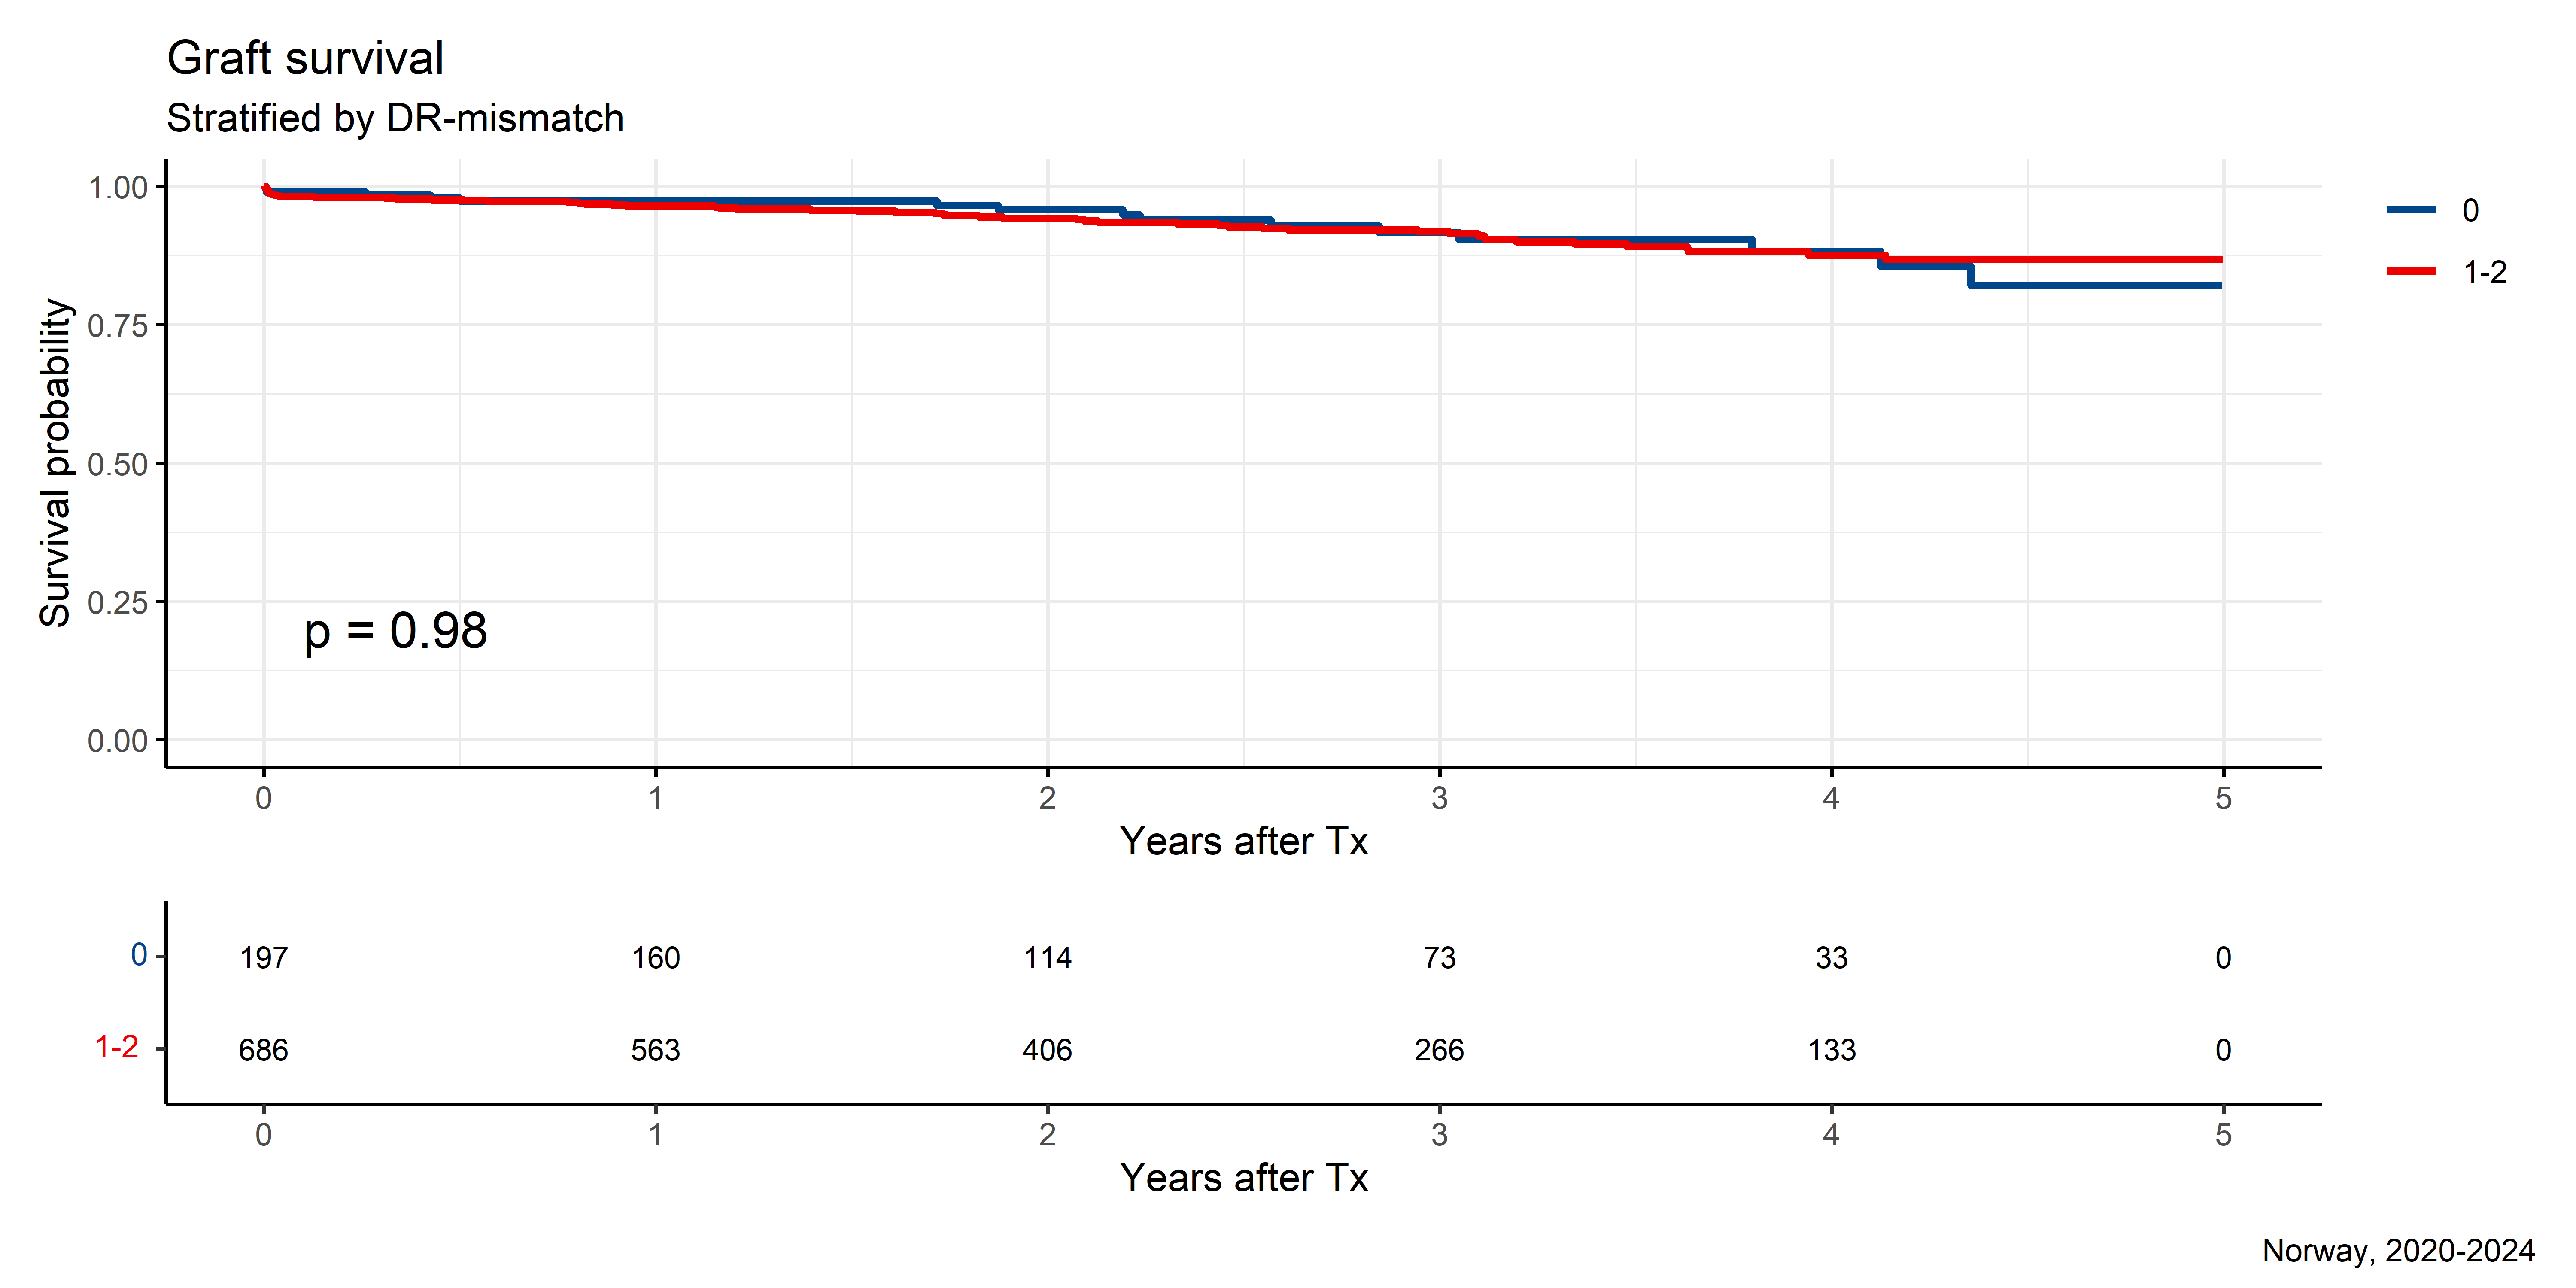 Graft survival
Stratified by DR-mismatch
Survival probability
1.00
0.75
0.50
0.25
0.00
p = 0.98
0
1-2
0 1 2 3 4 5
Years after Tx
0 197 160 114 73 33 0
1-2 686 563 406 266 133 0
0 1 2 3 4 5
Years after Tx
Norway, 2020-2024